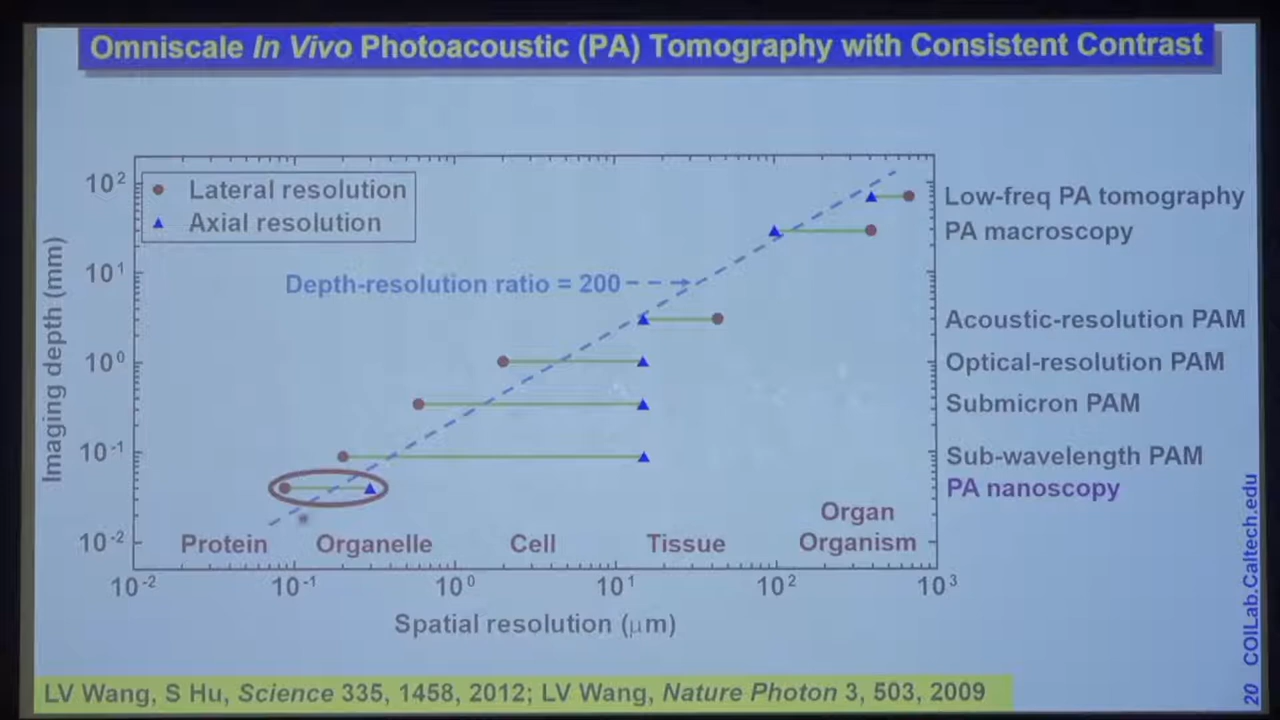 Omniscale In Vivo Photoacoustic (PA) Tomography with Consistent Contrast
Lateral resolution
Axial resolution
Depth-resolution ratio = 200
Imaging depth (mm)
10²
10¹
10⁰
10⁻¹
10⁻²
Low-freq PA tomography
PA macroscopy
Acoustic-resolution PAM
Optical-resolution PAM
Submicron PAM
Sub-wavelength PAM
PA nanoscopy
Protein
Organelle
Cell
Tissue
Organ
Organism
10⁻²
10⁻¹
10⁰
10¹
10²
10³
Spatial resolution (μm)
LV Wang, S Hu, Science 335, 1458, 2012; LV Wang, Nature Photon 3, 503, 2009
20 COILab.Caltech.edu